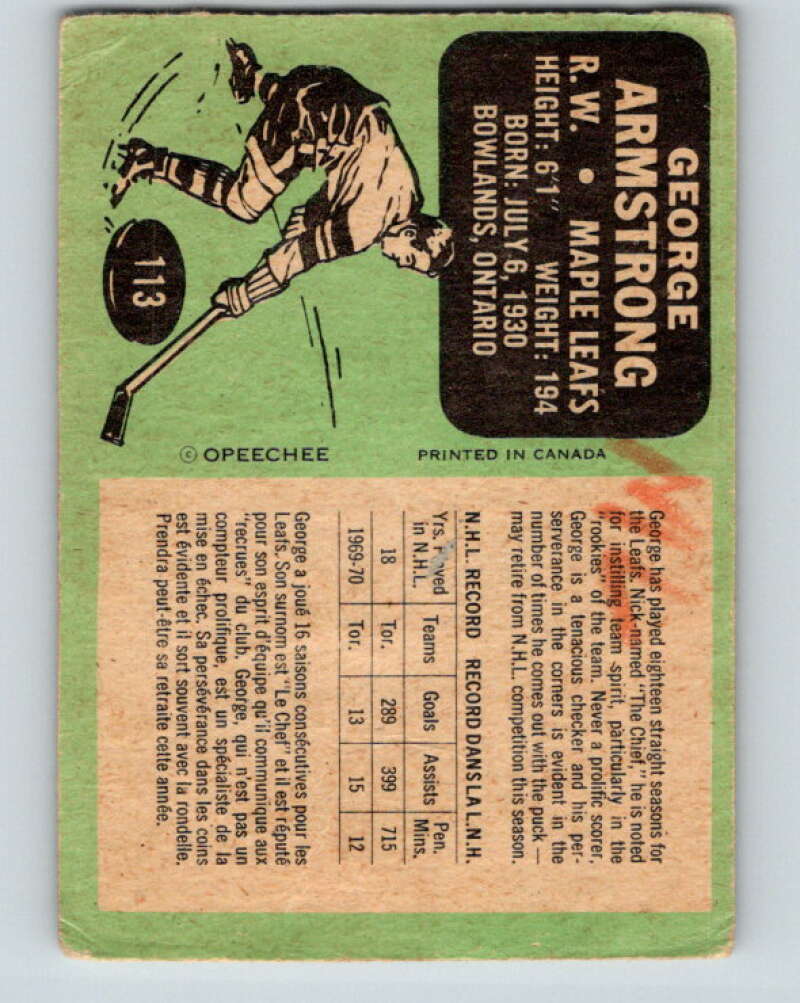 GEORGE
ARMSTRONG
R.W. • MAPLE LEAFS
HEIGHT: 6'1" WEIGHT: 194
BORN: JULY 6, 1930
BOWLANDS, ONTARIO
113
© OPEECHEE
PRINTED IN CANADA
George has played eighteen straight seasons for
the Leafs. Nick-named "The Chief," he is noted
for instilling team spirit, particularly in the
"rookies" of the team. Never a prolific scorer,
George is a tenacious checker and his per-
serverance in the corners is evident in the
number of times he comes out with the puck —
may retire from N.H.L. competition this season.
N.H.L. RECORD RECORD DANS LA L.N.H.
Yrs. Played in N.H.L. Teams Goals Assists Pen. Mins.
18 Tor. 289 399 715
1969-70 Tor. 13 15 12
George a joué 16 saisons consécutives pour les
Leafs. Son surnom est "Le Chef" et il est réputé
pour son esprit d'équipe qu'il communique aux
"recrues" du club. George, qui n'est pas un
compteur prolifique, est un spécialiste de la
mise en échec. Sa persévérance dans les coins
est évidente et il sort souvent avec la rondelle.
Prendra peut-être sa retraite cette année.